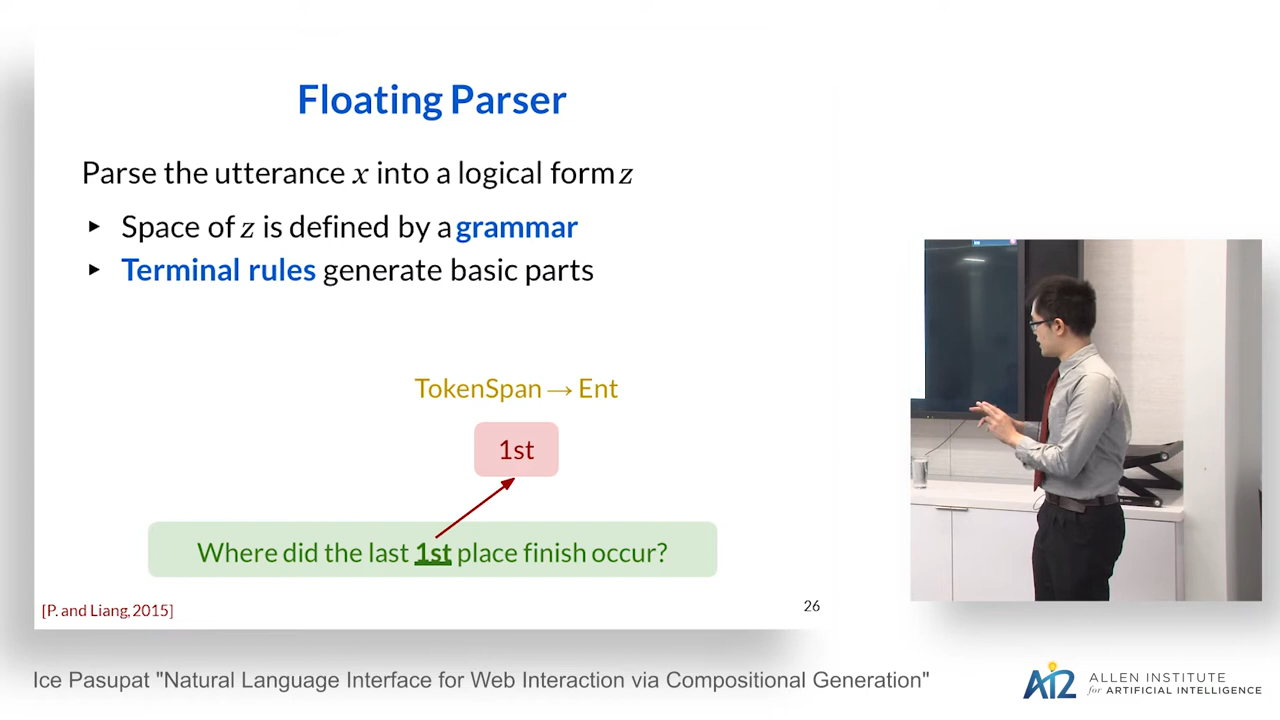 Floating Parser
Parse the utterance x into a logical form z
▸ Space of z is defined by a grammar
▸ Terminal rules generate basic parts
TokenSpan → Ent
1st
Where did the last 1st place finish occur?
[P. and Liang, 2015]
26
Ice Pasupat "Natural Language Interface for Web Interaction via Compositional Generation"
AI2
ALLEN INSTITUTE
for ARTIFICIAL INTELLIGENCE